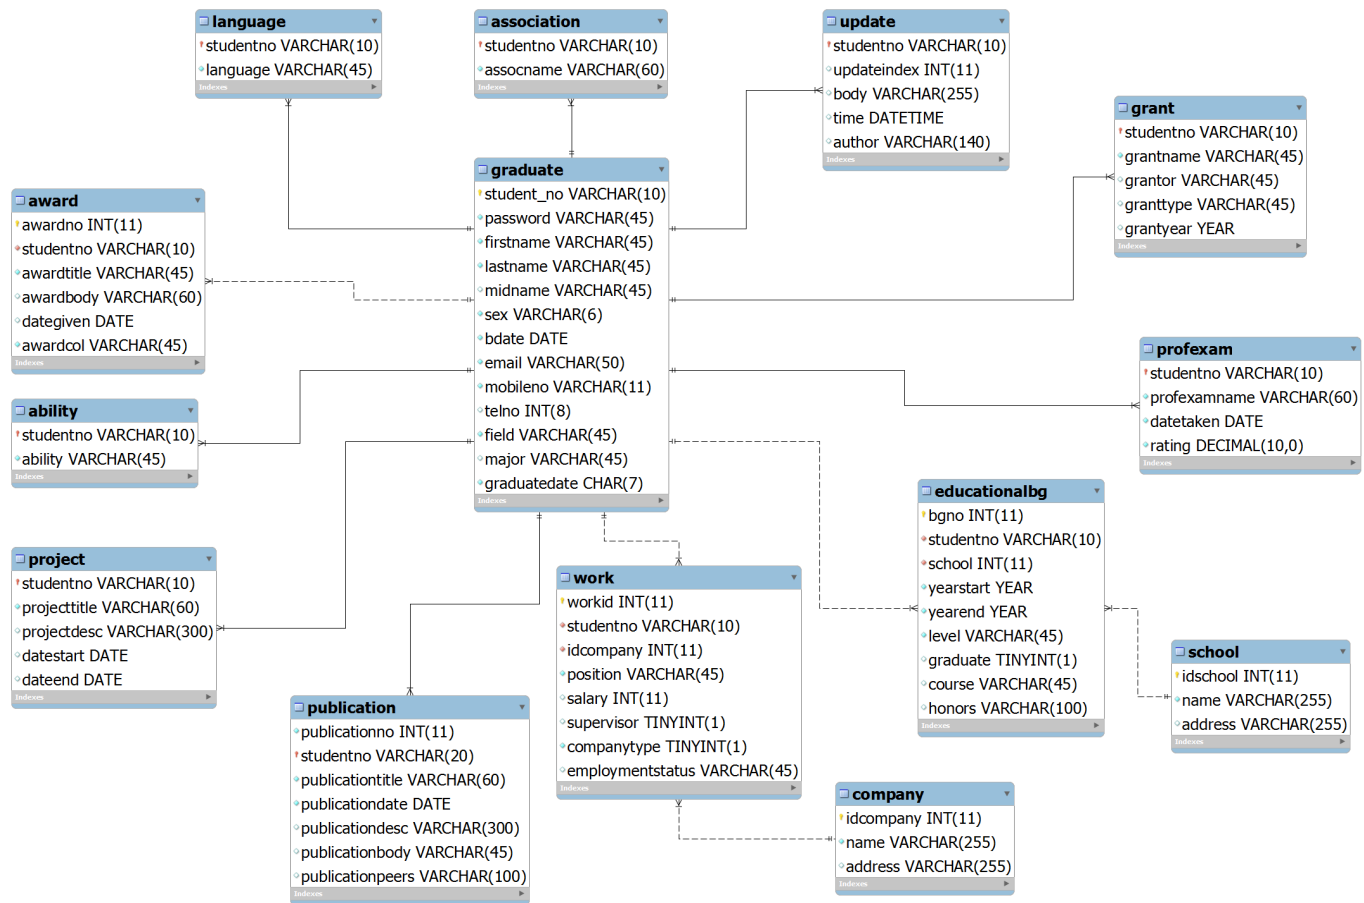 language
studentno VARCHAR(10)
language VARCHAR(45)
Indexes
association
studentno VARCHAR(10)
assocname VARCHAR(60)
Indexes
update
studentno VARCHAR(10)
updateindex INT(11)
body VARCHAR(255)
time DATETIME
author VARCHAR(140)
Indexes
grant
studentno VARCHAR(10)
grantname VARCHAR(45)
grantor VARCHAR(45)
granttype VARCHAR(45)
grantyear YEAR
Indexes
graduate
student_no VARCHAR(10)
password VARCHAR(45)
firstname VARCHAR(45)
lastname VARCHAR(45)
midname VARCHAR(45)
sex VARCHAR(6)
bdate DATE
email VARCHAR(50)
mobileno VARCHAR(11)
telno INT(8)
field VARCHAR(45)
major VARCHAR(45)
graduatedate CHAR(7)
Indexes
award
awardno INT(11)
studentno VARCHAR(10)
awardtitle VARCHAR(45)
awardbody VARCHAR(60)
dategiven DATE
awardcol VARCHAR(45)
Indexes
profexam
studentno VARCHAR(10)
profexamname VARCHAR(60)
datetaken DATE
rating DECIMAL(10,0)
Indexes
ability
studentno VARCHAR(10)
ability VARCHAR(45)
Indexes
educationalbg
bgno INT(11)
studentno VARCHAR(10)
school INT(11)
yearstart YEAR
yearend YEAR
level VARCHAR(45)
graduate TINYINT(1)
course VARCHAR(45)
honors VARCHAR(100)
Indexes
project
studentno VARCHAR(10)
projecttitle VARCHAR(60)
projectdesc VARCHAR(300)
datestart DATE
dateend DATE
Indexes
work
workid INT(11)
studentno VARCHAR(10)
idcompany INT(11)
position VARCHAR(45)
salary INT(11)
supervisor TINYINT(1)
companytype TINYINT(1)
employmentstatus VARCHAR(45)
Indexes
school
idschool INT(11)
name VARCHAR(255)
address VARCHAR(255)
Indexes
publication
publicationno INT(11)
studentno VARCHAR(20)
publicationtitle VARCHAR(60)
publicationdate DATE
publicationdesc VARCHAR(300)
publicationbody VARCHAR(45)
publicationpeers VARCHAR(100)
Indexes
company
idcompany INT(11)
name VARCHAR(255)
address VARCHAR(255)
Indexes